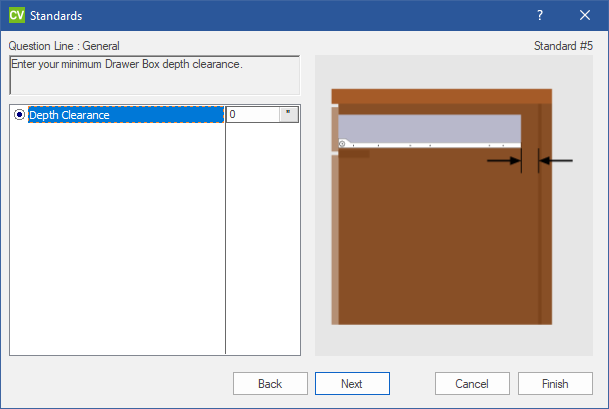 CV Standards ?
Question Line : General Standard #5
Enter your minimum Drawer Box depth clearance.
Depth Clearance 0 "
Back Next Cancel Finish